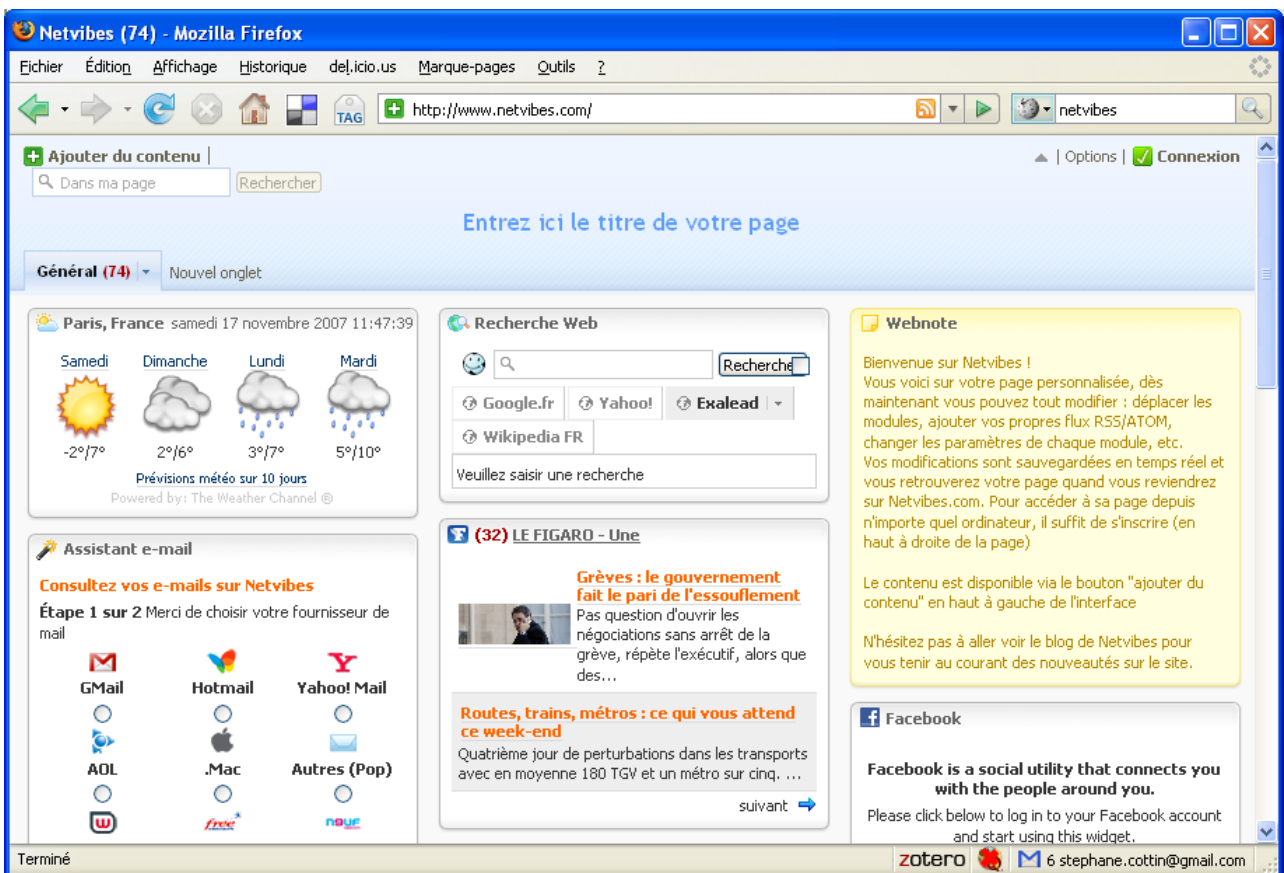 Netvibes (74) - Mozilla Firefox
Fichier Édition Affichage Historique del.icio.us Marque-pages Outils ?
TAG http://www.netvibes.com/ netvibes
Ajouter du contenu |
| Options | Connexion
Dans ma page Rechercher
Entrez ici le titre de votre page
Général (74) Nouvel onglet
Paris, France samedi 17 novembre 2007 11:47:39
Samedi Dimanche Lundi Mardi
-2°/7° 2°/6° 3°/7° 5°/10°
Prévisions météo sur 10 jours
Powered by: The Weather Channel ®
Assistant e-mail
Consultez vos e-mails sur Netvibes
Étape 1 sur 2 Merci de choisir votre fournisseur de
mail
GMail Hotmail Yahoo! Mail
AOL .Mac Autres (Pop)
free neuf
Recherche Web
Recherche
Google.fr Yahoo! Exalead
Wikipedia FR
Veuillez saisir une recherche
(32) LE FIGARO - Une
Grèves : le gouvernement
fait le pari de l'essouflement
Pas question d'ouvrir les
négociations sans arrêt de la
grève, répète l'exécutif, alors que
des...
Routes, trains, métros : ce qui vous attend
ce week-end
Quatrième jour de perturbations dans les transports
avec en moyenne 180 TGV et un métro sur cinq. ...
suivant
Webnote
Bienvenue sur Netvibes !
Vous voici sur votre page personnalisée, dès
maintenant vous pouvez tout modifier : déplacer les
modules, ajouter vos propres flux RSS/ATOM,
changer les paramètres de chaque module, etc.
Vos modifications sont sauvegardées en temps réel et
vous retrouverez votre page quand vous reviendrez
sur Netvibes.com. Pour accéder à sa page depuis
n'importe quel ordinateur, il suffit de s'inscrire (en
haut à droite de la page)
Le contenu est disponible via le bouton "ajouter du
contenu" en haut à gauche de l'interface
N'hésitez pas à aller voir le blog de Netvibes pour
vous tenir au courant des nouveautés sur le site.
Facebook
Facebook is a social utility that connects you
with the people around you.
Please click below to log in to your Facebook account
and start using this widget.
Terminé
zotero 6 stephane.cottin@gmail.com